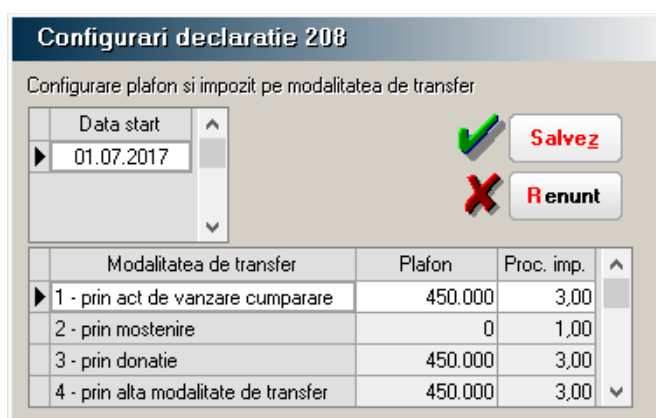 Configurari declaratie 208
Configurare plafon si impozit pe modalitatea de transfer
Data start
01.07.2017
Salvez
Renunt
Modalitatea de transfer Plafon Proc. imp.
1 - prin act de vanzare cumparare 450.000 3,00
2 - prin mostenire 0 1,00
3 - prin donatie 450.000 3,00
4 - prin alta modalitate de transfer 450.000 3,00